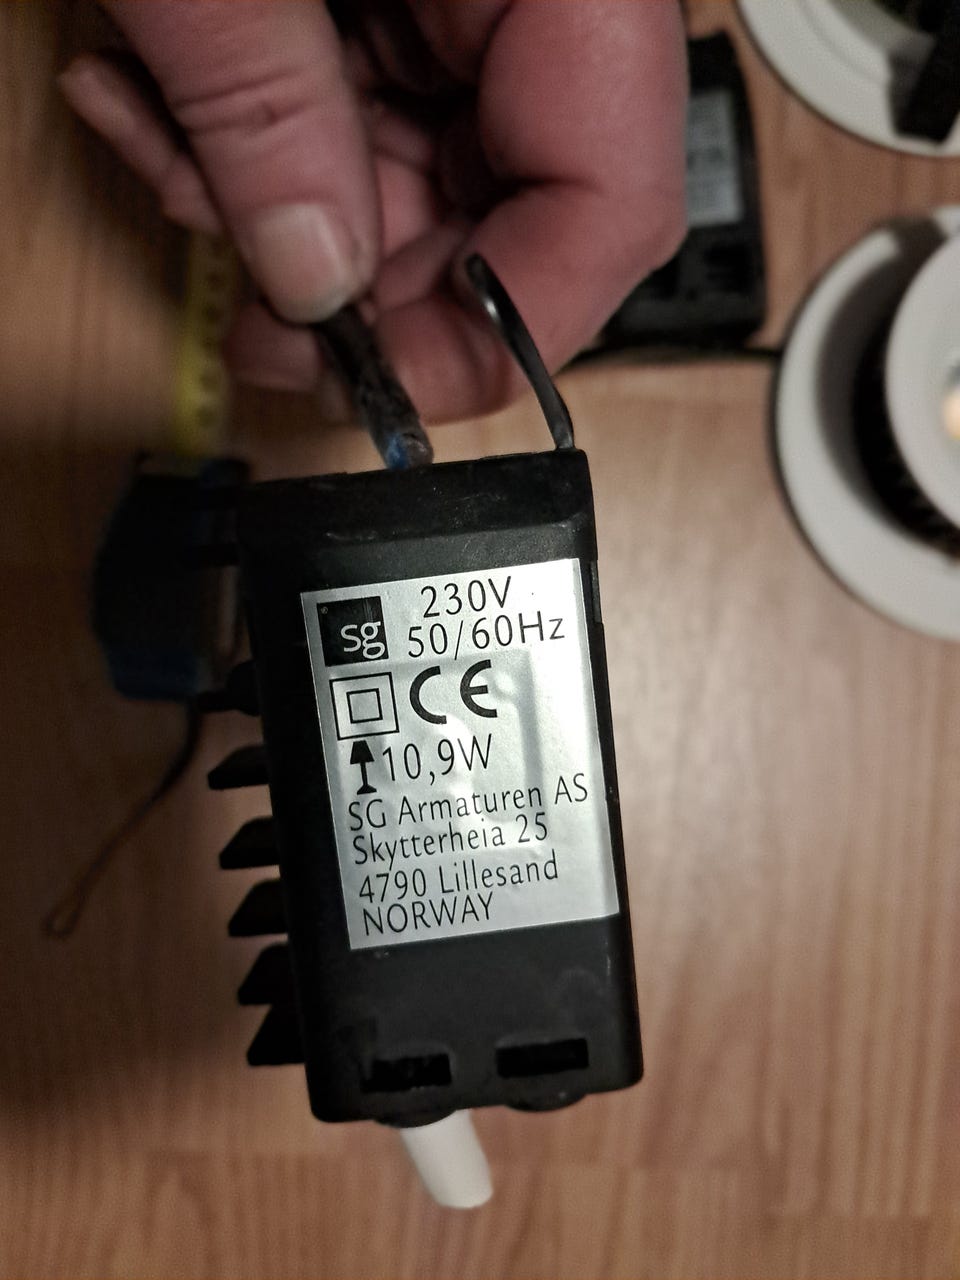 230V
sg 50/60Hz
CE
10,9W
SG Armaturen AS
Skytterheia 25
4790 Lillesand
NORWAY